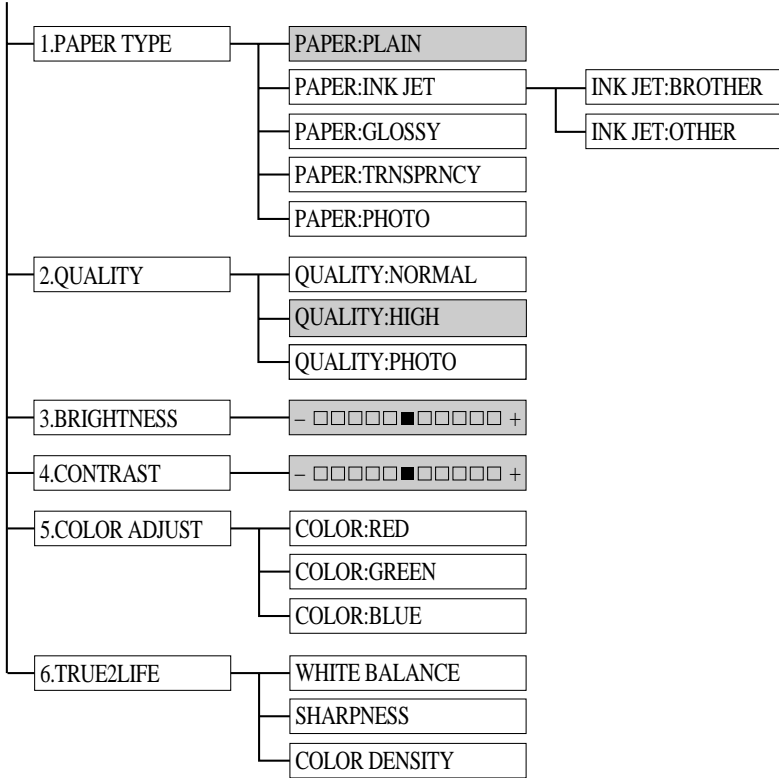 1.PAPER TYPE
PAPER:PLAIN
PAPER:INK JET
INK JET:BROTHER
INK JET:OTHER
PAPER:GLOSSY
PAPER:TRNSPRNCY
PAPER:PHOTO
2.QUALITY
QUALITY:NORMAL
QUALITY:HIGH
QUALITY:PHOTO
3.BRIGHTNESS
– □□□□□■□□□□□ +
4.CONTRAST
– □□□□□■□□□□□ +
5.COLOR ADJUST
COLOR:RED
COLOR:GREEN
COLOR:BLUE
6.TRUE2LIFE
WHITE BALANCE
SHARPNESS
COLOR DENSITY